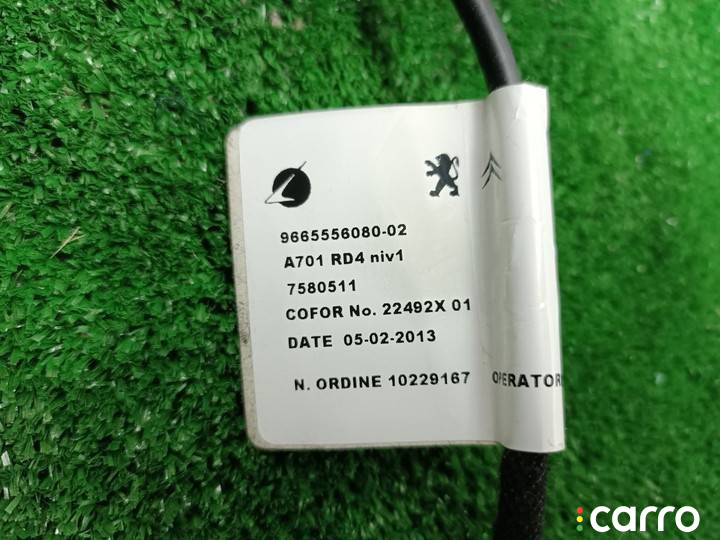 9665556080-02
A701 RD4 niv1
7580511
COFOR No. 22492X 01
DATE 05-02-2013
N. ORDINE 10229167 OPERATOR
carro